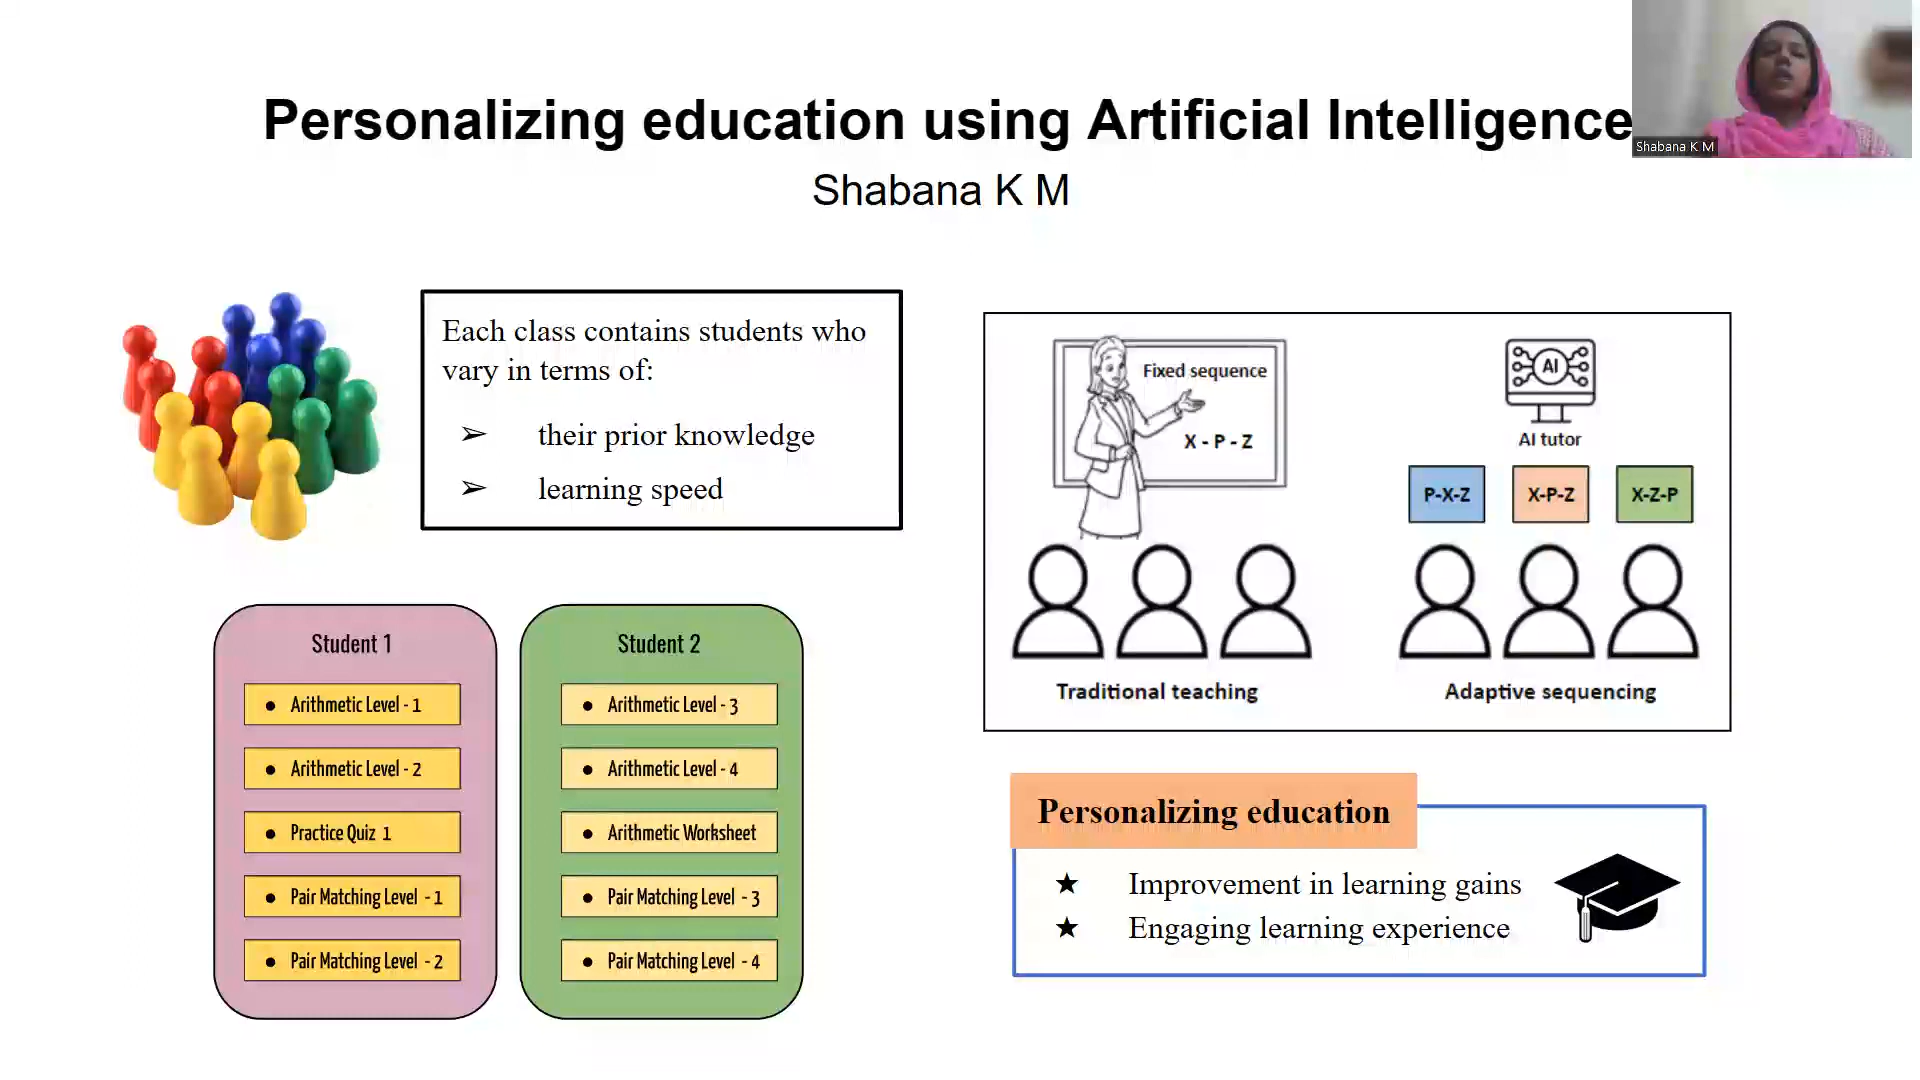 Personalizing education using Artificial Intelligence
Shabana K M
Shabana K M
Each class contains students who
vary in terms of:
➢ their prior knowledge
➢ learning speed
Student 1
● Arithmetic Level - 1
● Arithmetic Level - 2
● Practice Quiz 1
● Pair Matching Level - 1
● Pair Matching Level - 2
Student 2
● Arithmetic Level - 3
● Arithmetic Level - 4
● Arithmetic Worksheet
● Pair Matching Level - 3
● Pair Matching Level - 4
Fixed sequence
X - P - Z
Traditional teaching
AI
AI tutor
P-X-Z
X-P-Z
X-Z-P
Adaptive sequencing
Personalizing education
★ Improvement in learning gains
★ Engaging learning experience